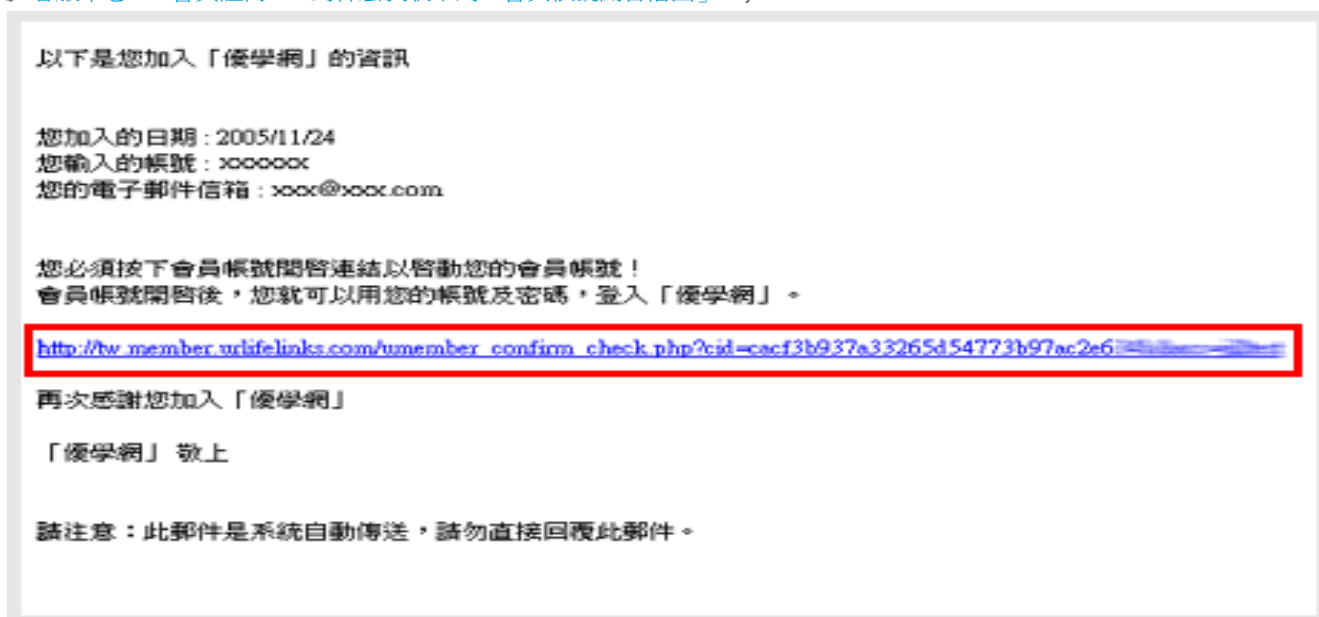 以下是您加入「優學網」的資訊
您加入的日期 : 2005/11/24
您輸入的帳號 : xxxxxxx
您的電子郵件信箱 : xxx@xxx.com
您必須按下會員帳號開啓連結以啓動您的會員帳號！
會員帳號開啓後，您就可以用您的帳號及密碼，登入「優學網」。
http://tw.member.urlifelinks.com/umember_confirm_check.php?cid=cacf3b937a33265d54773b97ac2e6
再次感謝您加入「優學網」
「優學網」 敬上
請注意：此郵件是系統自動傳送，請勿直接回覆此郵件。